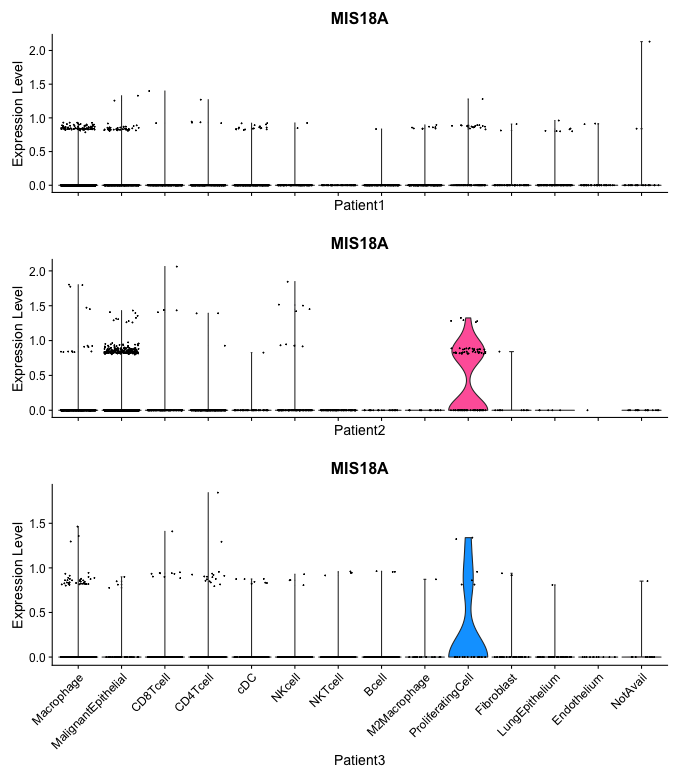 MIS18A
Expression Level
2.0
1.5
1.0
0.5
0.0
Patient1
MIS18A
Expression Level
2.0
1.5
1.0
0.5
0.0
Patient2
MIS18A
Expression Level
1.5
1.0
0.5
0.0
Macrophage
MalignantEpithelial
CD8Tcell
CD4Tcell
cDC
NKcell
NKTcell
Bcell
M2Macrophage
ProliferatingCell
Fibroblast
LungEpithelium
Endothelium
NotAvail
Patient3